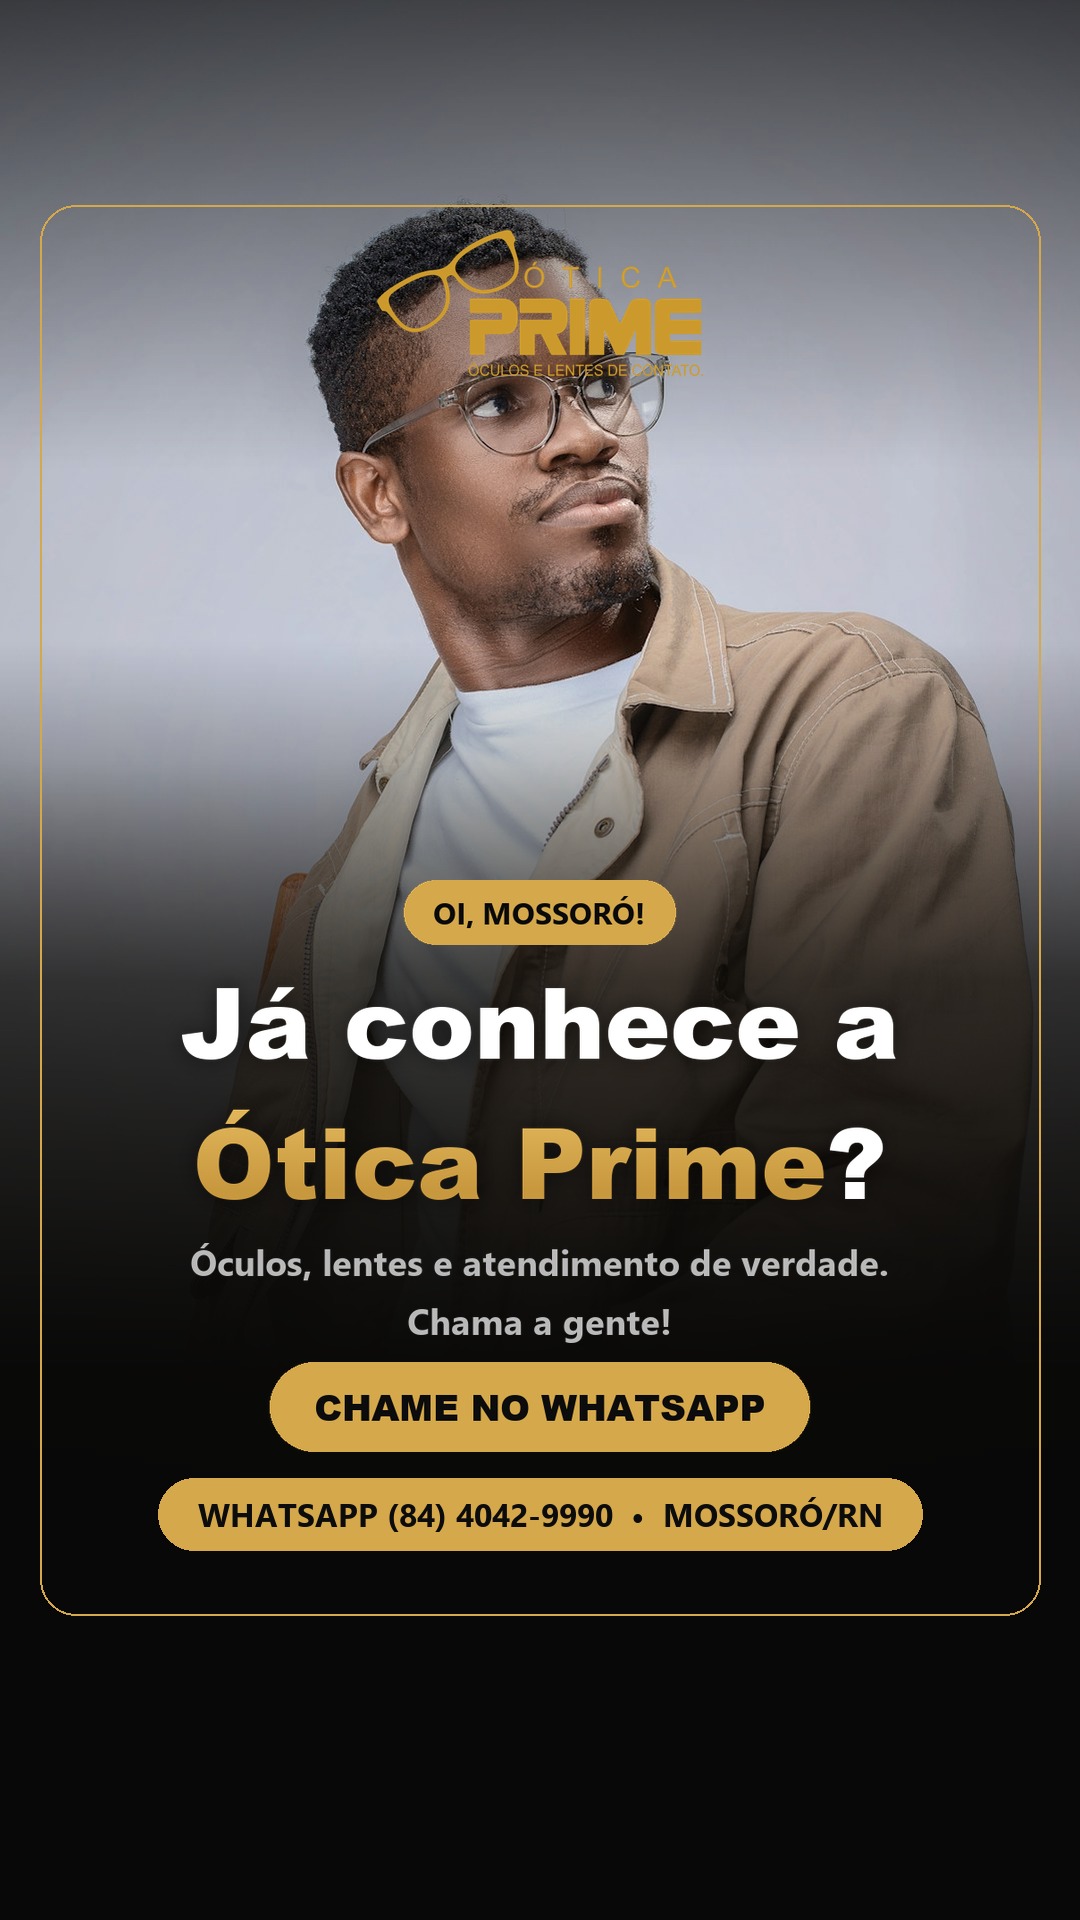 ÓTICA
PRIME
ÓCULOS E LENTES DE CONTATO.
OI, MOSSORÓ!
Já conhece a
Ótica Prime?
Óculos, lentes e atendimento de verdade.
Chama a gente!
CHAME NO WHATSAPP
WHATSAPP (84) 4042-9990 • MOSSORÓ/RN